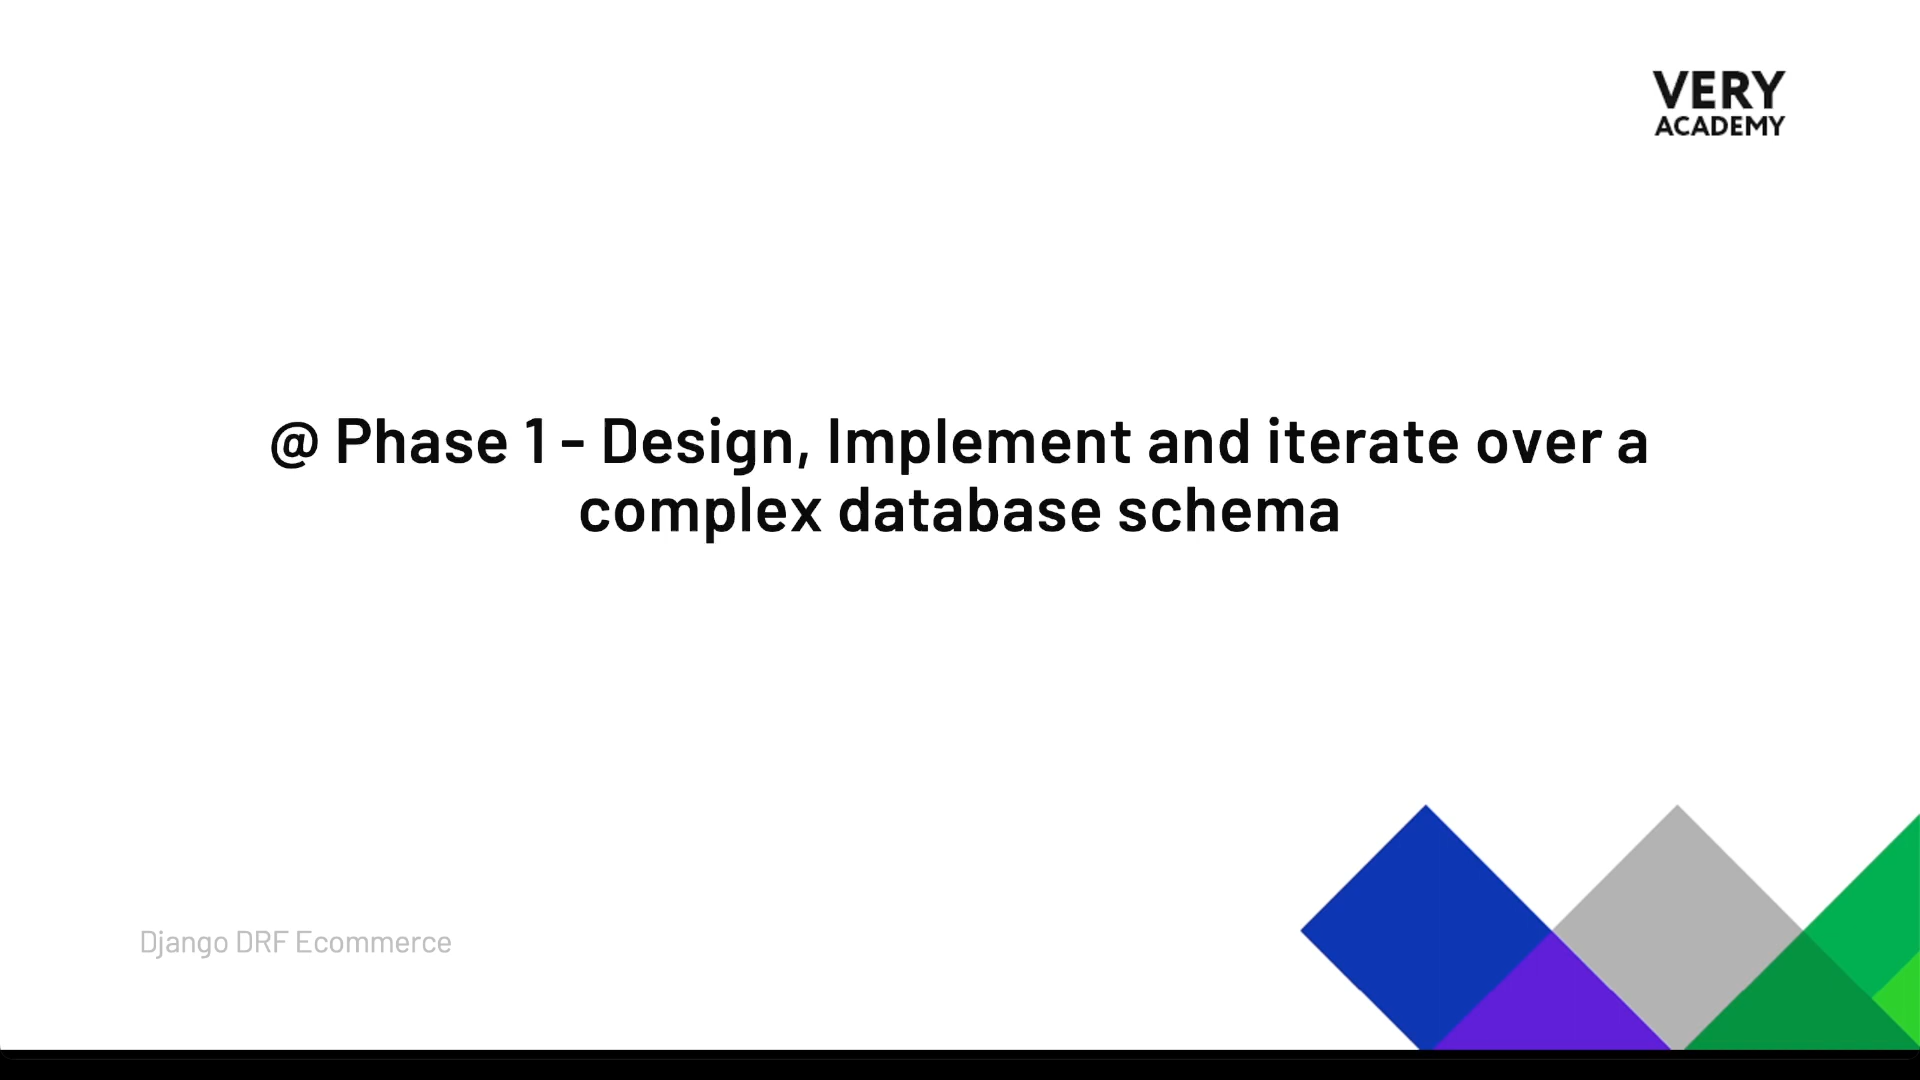 VERY
ACADEMY
@ Phase 1 - Design, Implement and iterate over a
complex database schema
Django DRF Ecommerce